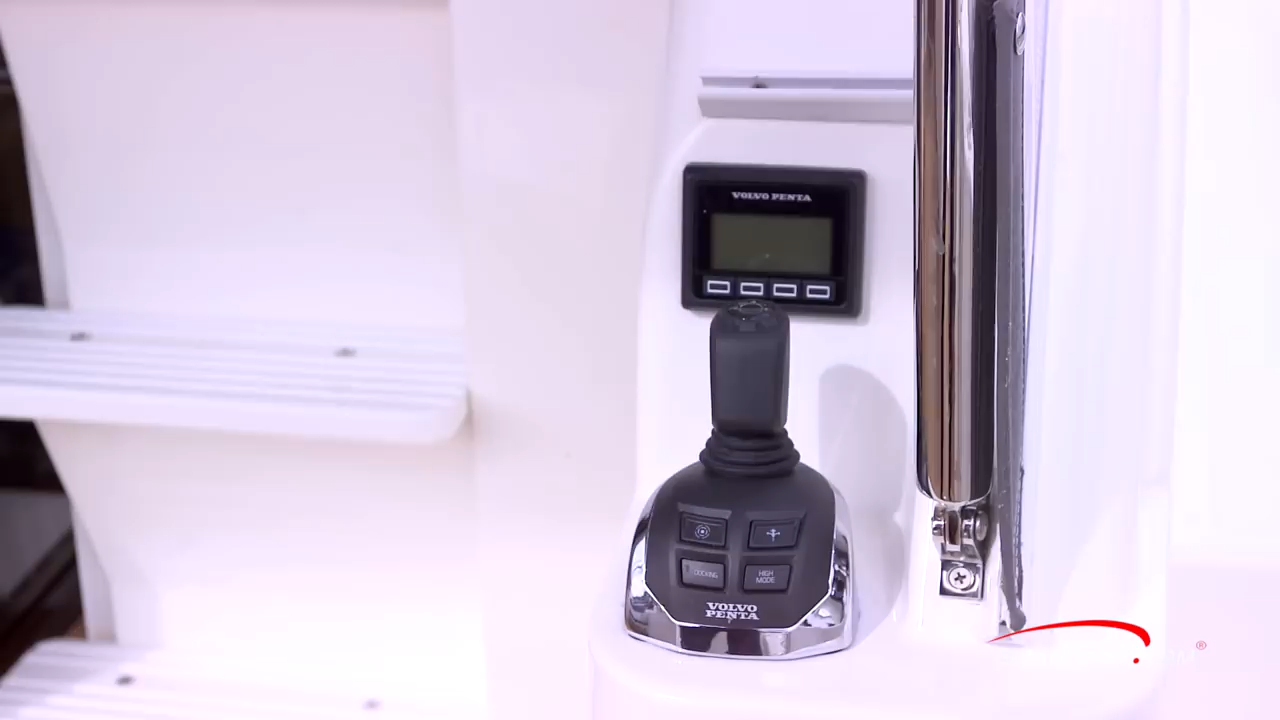 VOLVO PENTA
DOCKING
HIGH
MODE
VOLVO
PENTA
®